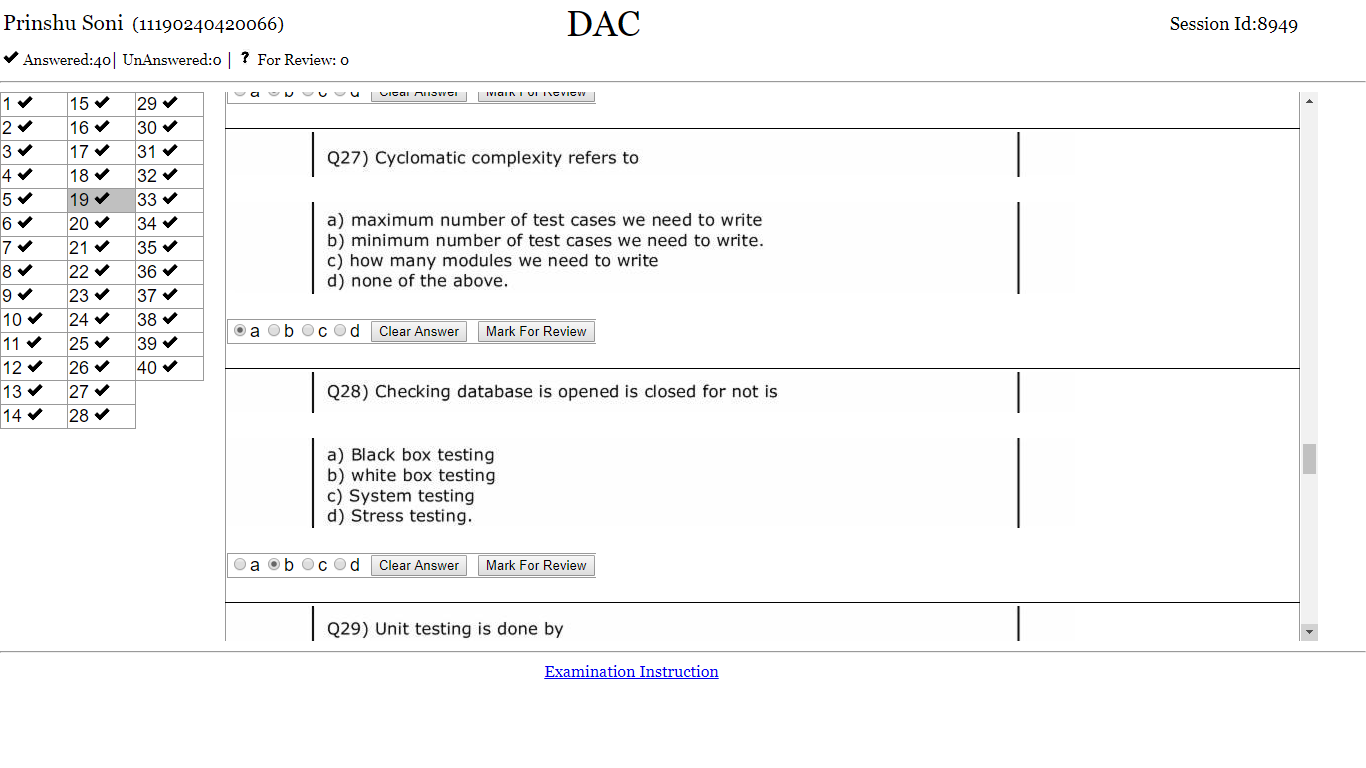 Prinshu Soni (11190240420066)
DAC
Session Id:8949
Answered:40| UnAnswered:0 | ? For Review: 0
1 15 29
2 16 30
3 17 31
4 18 32
5 19 33
6 20 34
7 21 35
8 22 36
9 23 37
10 24 38
11 25 39
12 26 40
13 27
14 28
a b c d Clear Answer Mark For Review
Q27) Cyclomatic complexity refers to
a) maximum number of test cases we need to write
b) minimum number of test cases we need to write.
c) how many modules we need to write
d) none of the above.
a b c d Clear Answer Mark For Review
Q28) Checking database is opened is closed for not is
a) Black box testing
b) white box testing
c) System testing
d) Stress testing.
a b c d Clear Answer Mark For Review
Q29) Unit testing is done by
Examination Instruction